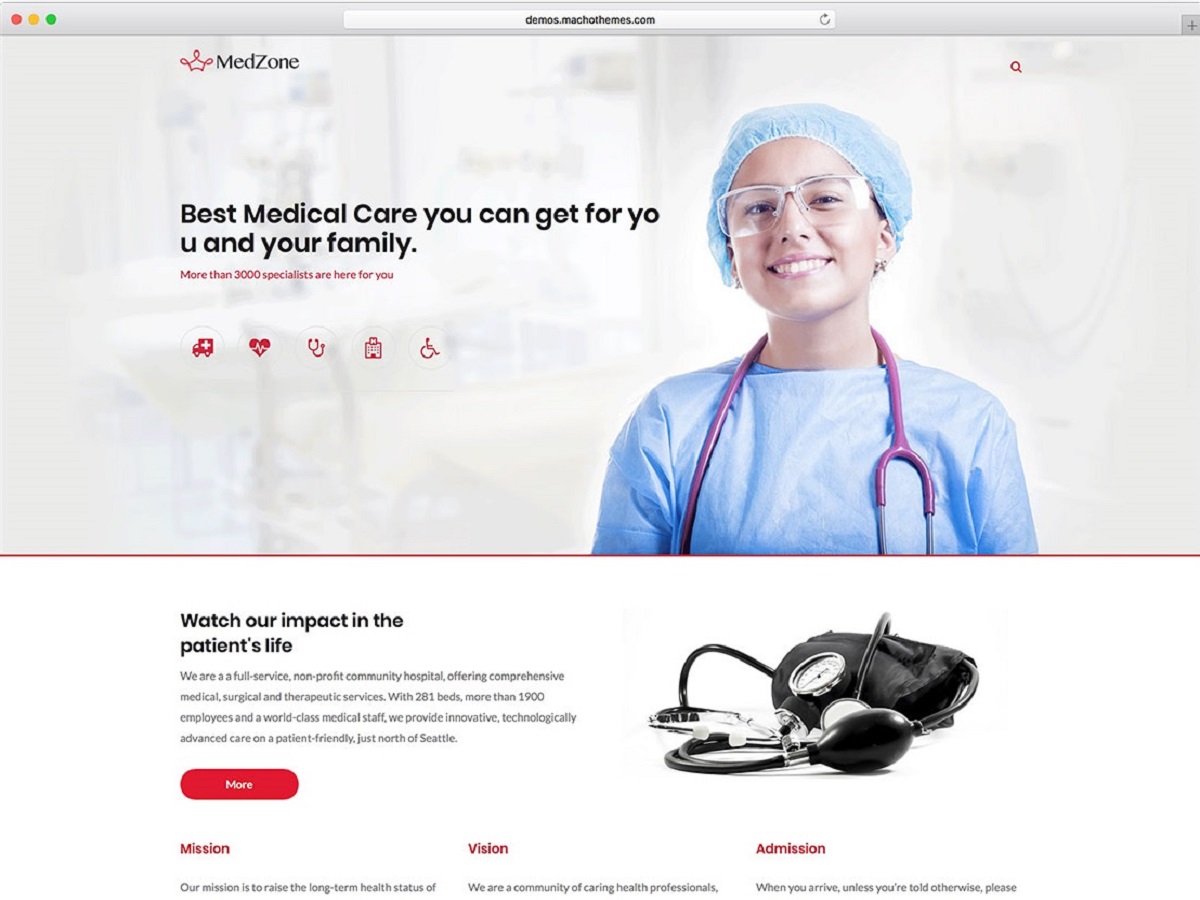 demos.machothemes.com
MedZone
Best Medical Care you can get for yo
u and your family.
More than 3000 specialists are here for you
Watch our impact in the
patient's life
We are a a full-service, non-profit community hospital, offering comprehensive
medical, surgical and therapeutic services. With 281 beds, more than 1900
employees and a world-class medical staff, we provide innovative, technologically
advanced care on a patient-friendly, just north of Seattle.
More
Mission
Vision
Admission
Our mission is to raise the long-term health status of
We are a community of caring health professionals,
When you arrive, unless you're told otherwise, please